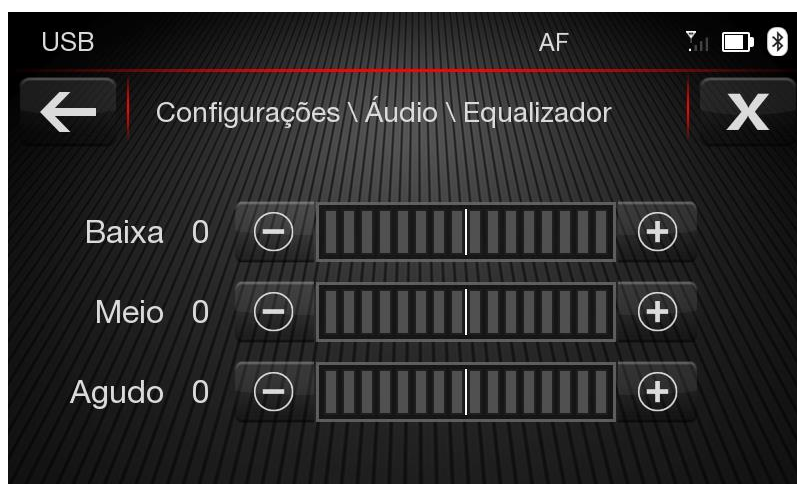 USB AF
Configurações \ Áudio \ Equalizador
Baixa 0
Meio 0
Agudo 0